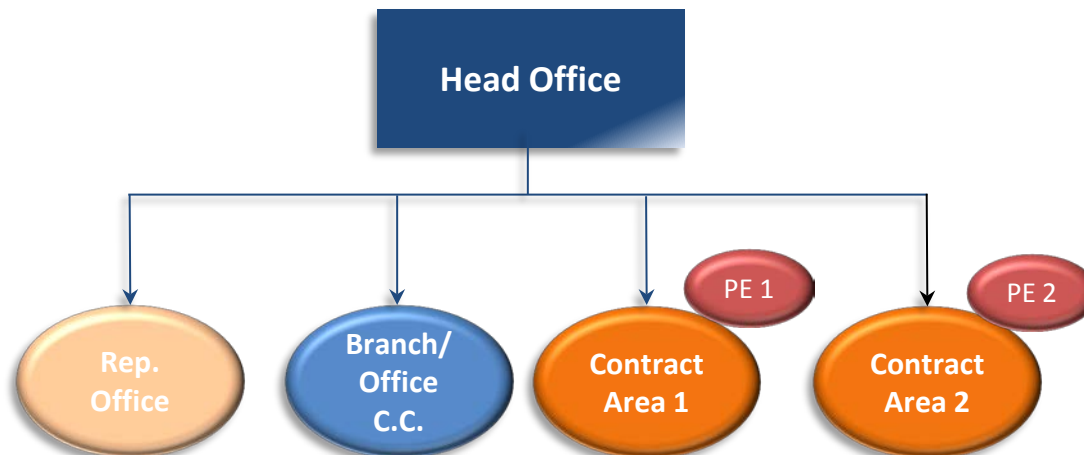 Head Office
PE 1
PE 2
Rep.
Office
Branch/
Office
C.C.
Contract
Area 1
Contract
Area 2